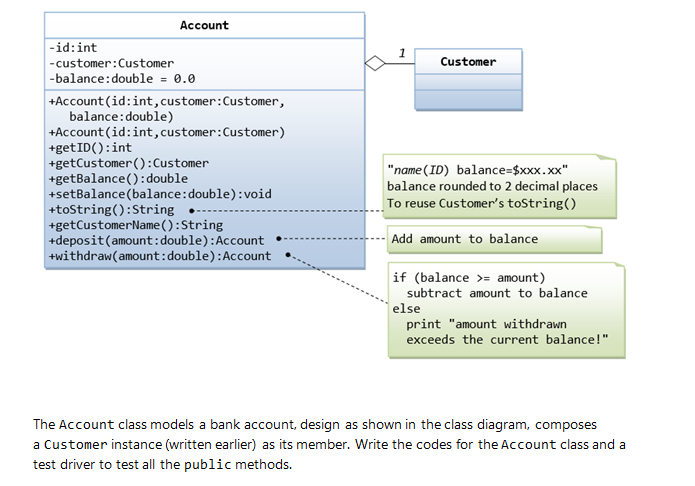 Account
-id:int
-customer:Customer
-balance:double = 0.0
+Account(id:int,customer:Customer,
balance:double)
+Account(id:int,customer:Customer)
+getID():int
+getCustomer():Customer
+getBalance():double
+setBalance(balance:double):void
+toString():String
+getCustomerName():String
+deposit(amount:double):Account
+withdraw(amount:double):Account
1
Customer
"name(ID) balance=$xxx.xx"
balance rounded to 2 decimal places
To reuse Customer's toString()
Add amount to balance
if (balance >= amount)
subtract amount to balance
else
print "amount withdrawn
exceeds the current balance!"
The Account class models a bank account, design as shown in the class diagram, composes
a Customer instance (written earlier) as its member. Write the codes for the Account class and a
test driver to test all the public methods.